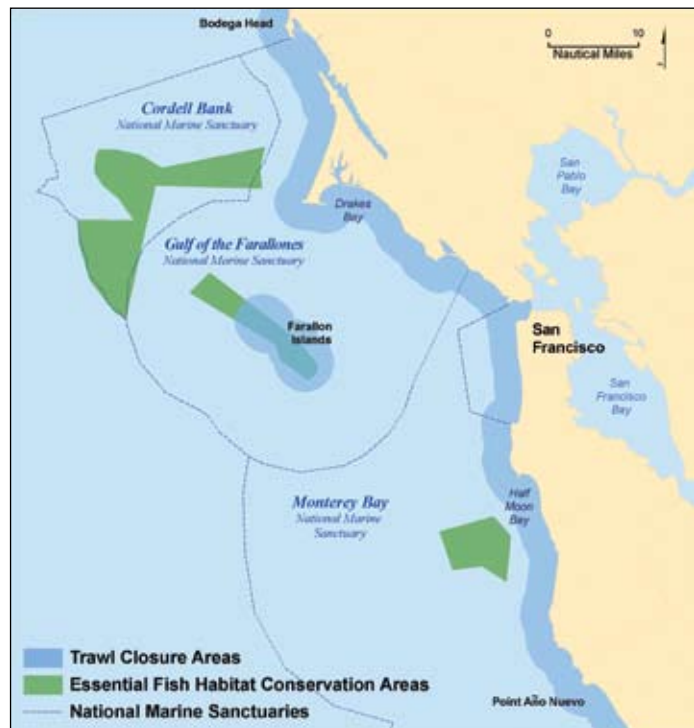 Bodega Head
0 10
Nautical Miles
Cordell Bank
National Marine Sanctuary
San
Pablo
Bay
Drakes
Bay
Gulf of the Farallones
National Marine Sanctuary
Farallon
Islands
San
Francisco
San
Francisco
Bay
Monterey Bay
National Marine
Sanctuary
Half
Moon
Bay
Trawl Closure Areas
Essential Fish Habitat Conservation Areas
National Marine Sanctuaries
Point Año Nuevo